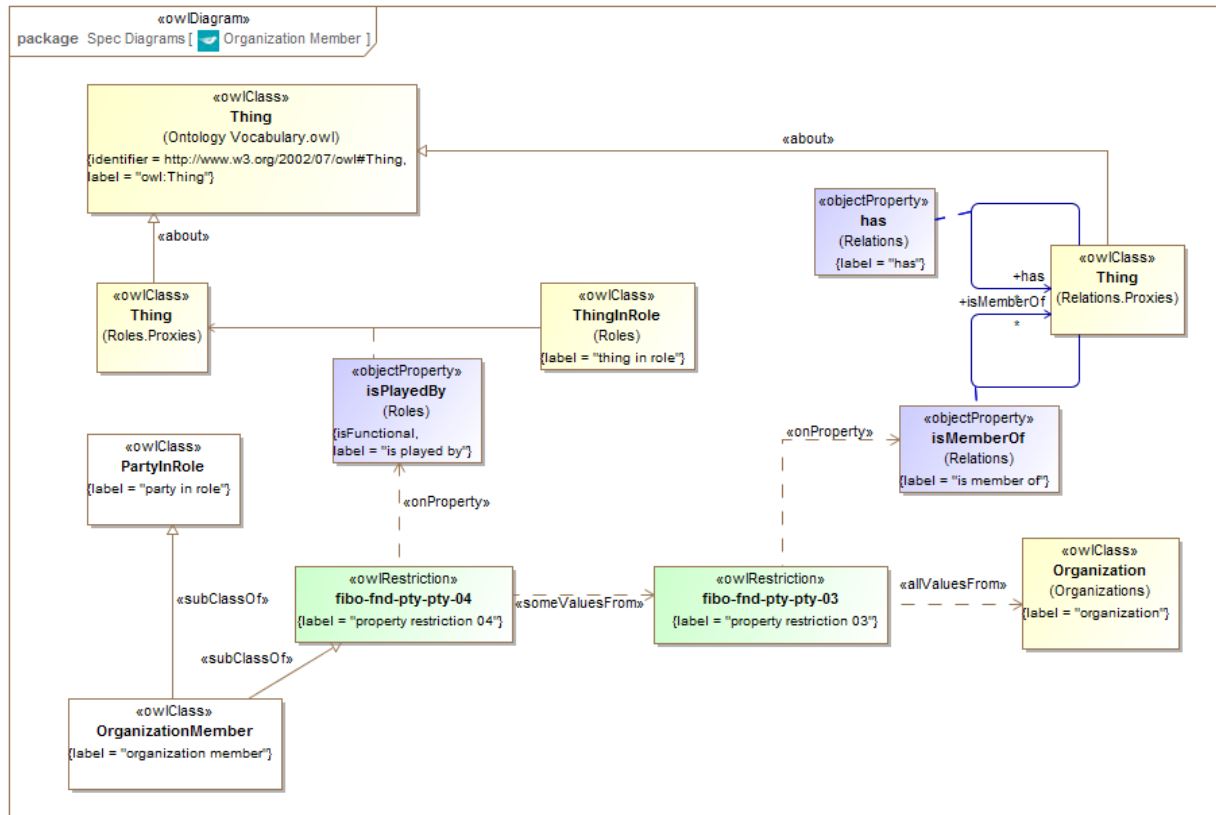 «owlDiagram»
package Spec Diagrams [ Organization Member ]
«owlClass»
Thing
(Ontology Vocabulary.owl)
{identifier = http://www.w3.org/2002/07/owl#Thing,
label = "owl:Thing"}
«about»
«about»
«objectProperty»
has
(Relations)
{label = "has"}
+has
*
+isMemberOf
*
«owlClass»
Thing
(Relations.Proxies)
«owlClass»
Thing
(Roles.Proxies)
«owlClass»
ThingInRole
(Roles)
{label = "thing in role"}
«objectProperty»
isPlayedBy
(Roles)
{isFunctional,
label = "is played by"}
«objectProperty»
isMemberOf
(Relations)
{label = "is member of"}
«onProperty»
«owlClass»
PartyInRole
{label = "party in role"}
«onProperty»
«owlRestriction»
fibo-fnd-pty-pty-04
{label = "property restriction 04"}
«someValuesFrom»
«owlRestriction»
fibo-fnd-pty-pty-03
{label = "property restriction 03"}
«allValuesFrom»
«owlClass»
Organization
(Organizations)
{label = "organization"}
«subClassOf»
«subClassOf»
«owlClass»
OrganizationMember
{label = "organization member"}